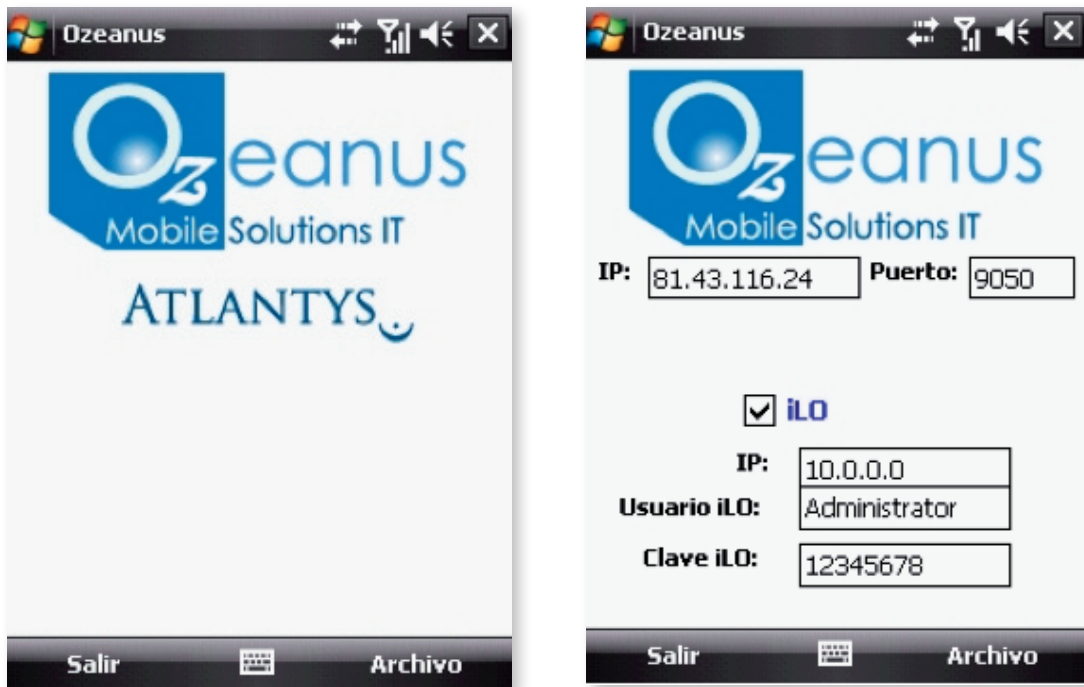 Ozeanus
Ozeanus
Mobile Solutions IT
ATLANTYS
Salir
Archivo
Ozeanus
Ozeanus
Mobile Solutions IT
IP: 81.43.116.24 Puerto: 9050
iLO
IP: 10.0.0.0
Usuario iLO: Administrator
Clave iLO: 12345678
Salir
Archivo